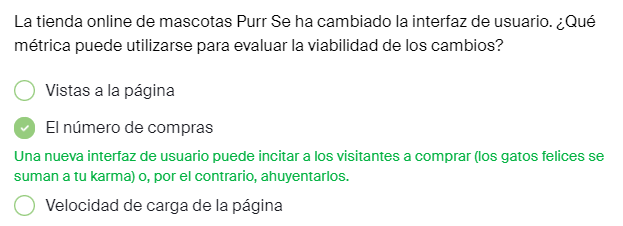 La tienda online de mascotas Purr Se ha cambiado la interfaz de usuario. ¿Qué
métrica puede utilizarse para evaluar la viabilidad de los cambios?
Vistas a la página
El número de compras
Una nueva interfaz de usuario puede incitar a los visitantes a comprar (los gatos felices se
suman a tu karma) o, por el contrario, ahuyentarlos.
Velocidad de carga de la página